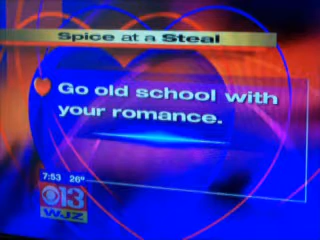 Spice at a Steal
Go old school with
your romance.
7:53 26°
13
WJZ